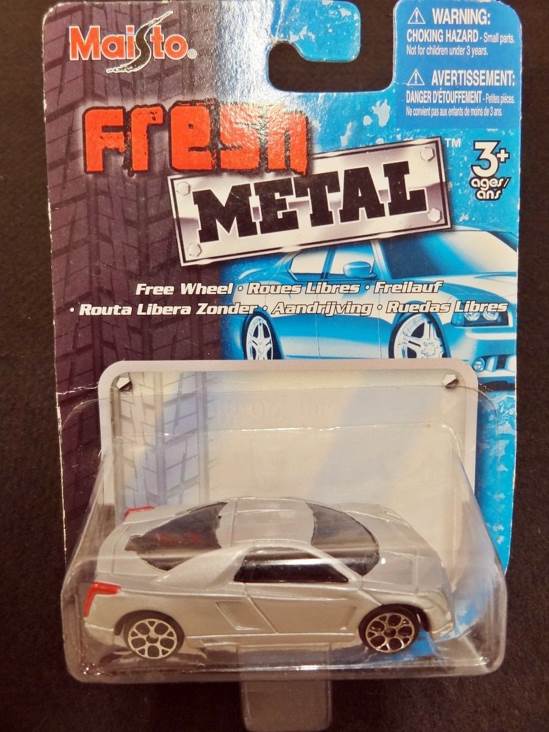 Maisto®
⚠ WARNING:
CHOKING HAZARD - Small parts.
Not for children under 3 years.
⚠ AVERTISSEMENT:
DANGER D'ÉTOUFFEMENT - Petites pièces.
Ne convient pas aux enfants de moins de 3 ans.
Fresh
METAL™
3+
ages/
ans
Free Wheel • Roues Libres • Freilauf
• Routa Libera Zonder • Aandrijving • Ruedas Libres